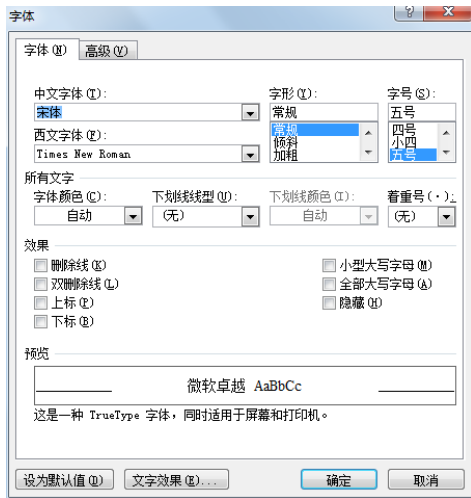 字体
? X
字体(N) 高级(V)
中文字体(T): 字形(Y): 字号(S):
宋体 常规 五号
常规 四号
西文字体(F): 倾斜 小四
Times New Roman 加粗 五号
所有文字
字体颜色(C): 下划线线型(U): 下划线颜色(I): 着重号(·):
自动 (无) 自动 (无)
效果
删除线(K) 小型大写字母(M)
双删除线(L) 全部大写字母(A)
上标(P) 隐藏(H)
下标(B)
预览
微软卓越 AaBbCc
这是一种 TrueType 字体，同时适用于屏幕和打印机。
设为默认值(D) 文字效果(E)... 确定 取消